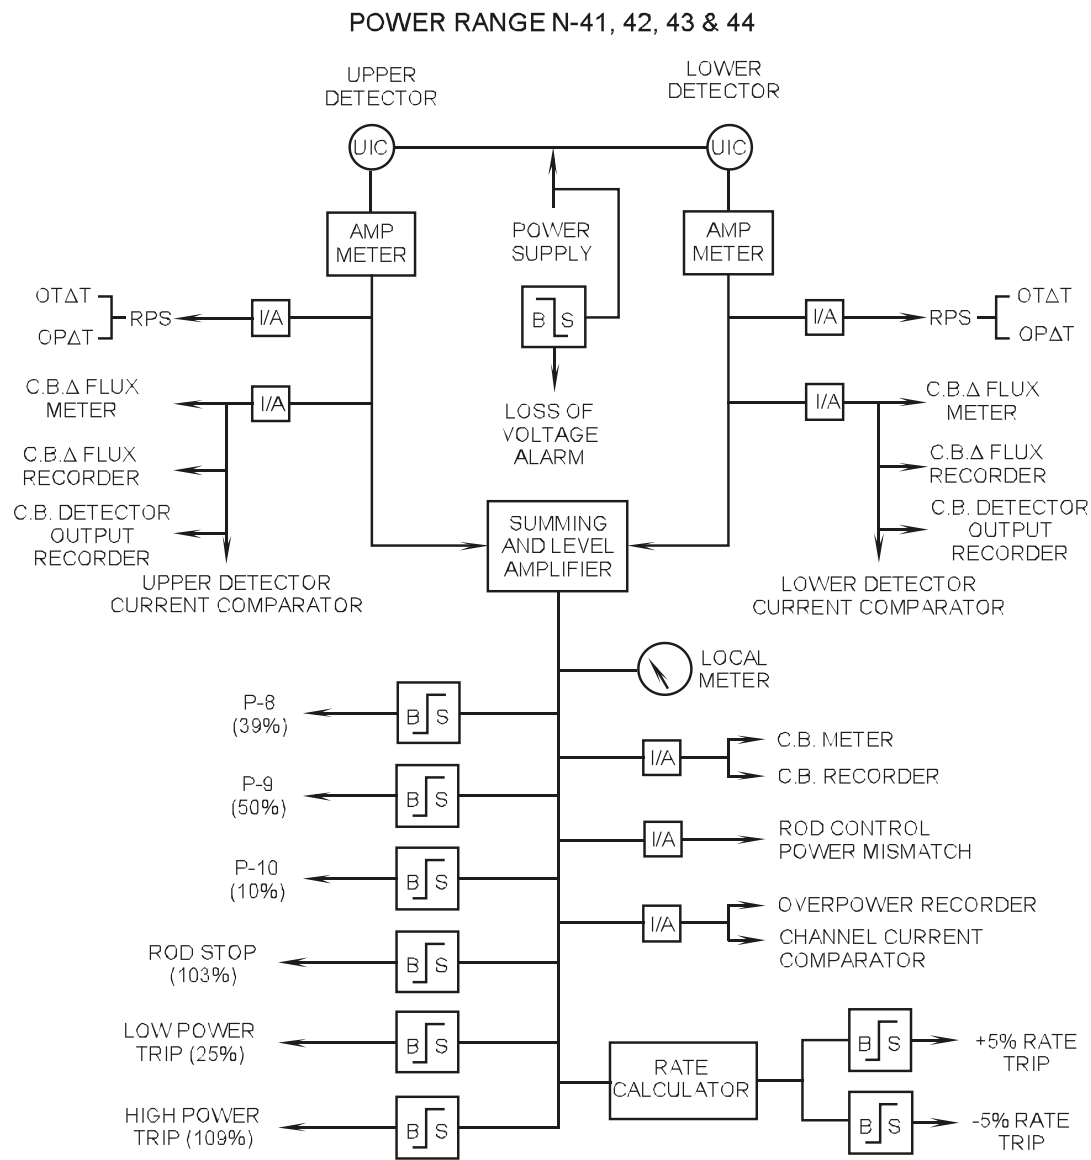 POWER RANGE N-41, 42, 43 & 44
UPPER
DETECTOR
LOWER
DETECTOR
UIC
UIC
AMP
METER
POWER
SUPPLY
AMP
METER
OTΔT
OPΔT
RPS
I/A
B S
I/A
RPS
OTΔT
OPΔT
C.B.Δ FLUX
METER
I/A
LOSS OF
VOLTAGE
ALARM
I/A
C.B.Δ FLUX
METER
C.B.Δ FLUX
RECORDER
C.B.Δ FLUX
RECORDER
C.B. DETECTOR
OUTPUT
RECORDER
SUMMING
AND LEVEL
AMPLIFIER
C.B. DETECTOR
OUTPUT
RECORDER
UPPER DETECTOR
CURRENT COMPARATOR
LOWER DETECTOR
CURRENT COMPARATOR
LOCAL
METER
P-8
(39%)
B S
I/A
C.B. METER
C.B. RECORDER
P-9
(50%)
B S
I/A
ROD CONTROL
POWER MISMATCH
P-10
(10%)
B S
I/A
OVERPOWER RECORDER
CHANNEL CURRENT
COMPARATOR
ROD STOP
(103%)
B S
LOW POWER
TRIP (25%)
B S
RATE
CALCULATOR
B S
+5% RATE
TRIP
HIGH POWER
TRIP (109%)
B S
B S
-5% RATE
TRIP